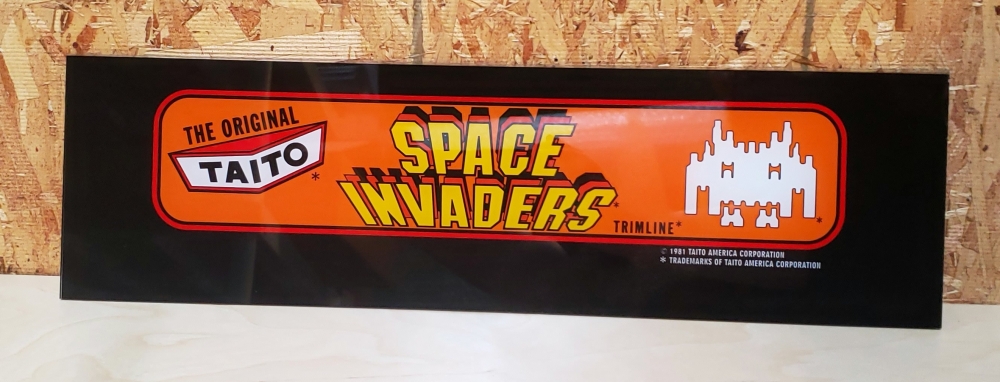 THE ORIGINAL
TAITO*
SPACE
INVADERS*
TRIMLINE*
*
© 1981 TAITO AMERICA CORPORATION
* TRADEMARKS OF TAITO AMERICA CORPORATION